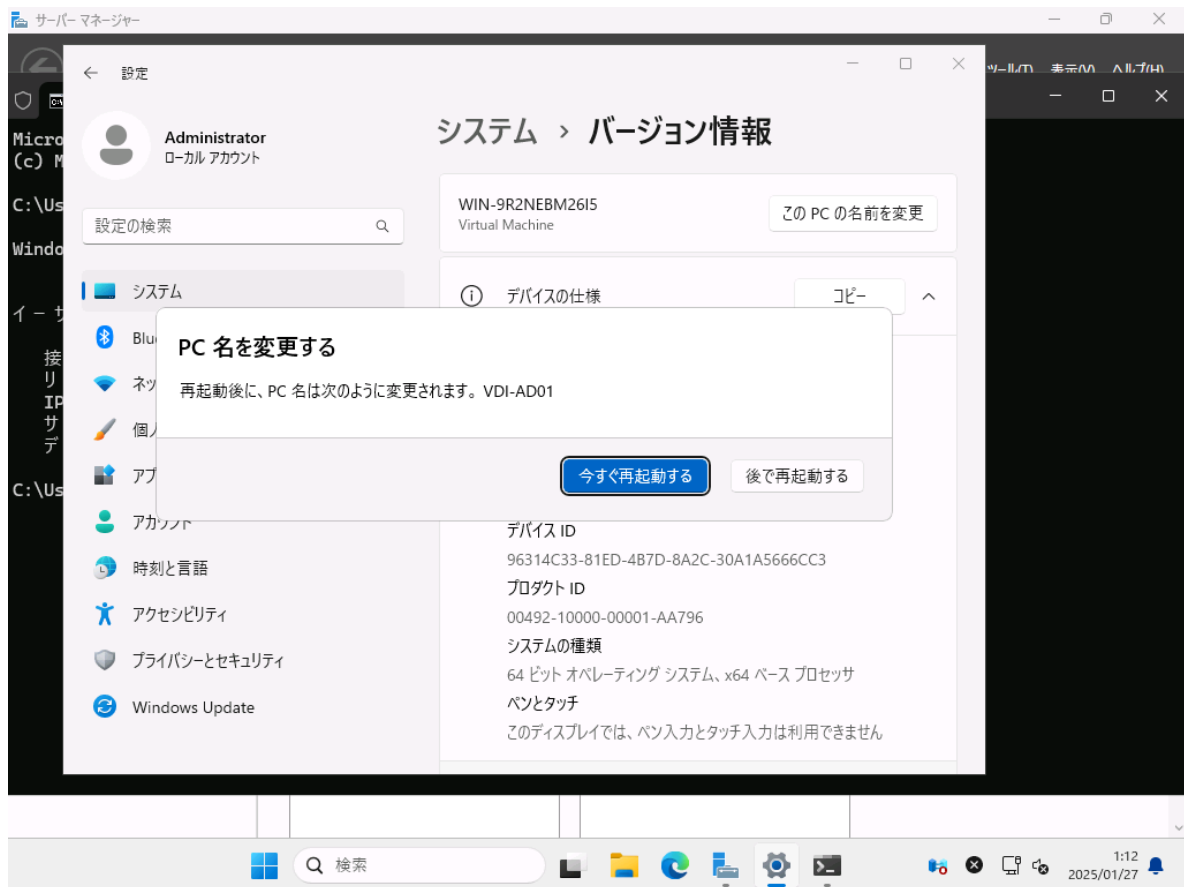 サーバー マネージャー
ツール(T) 表示(V) ヘルプ(H)
設定
Administrator
ローカル アカウント
設定の検索
システム
ネッ
アプ
アカウント
時刻と言語
アクセシビリティ
プライバシーとセキュリティ
Windows Update
システム › バージョン情報
WIN-9R2NEBM26I5
Virtual Machine
この PC の名前を変更
デバイスの仕様
コピー
PC 名を変更する
再起動後に、PC 名は次のように変更されます。VDI-AD01
今すぐ再起動する
後で再起動する
デバイス ID
96314C33-81ED-4B7D-8A2C-30A1A5666CC3
プロダクト ID
00492-10000-00001-AA796
システムの種類
64 ビット オペレーティング システム、x64 ベース プロセッサ
ペンとタッチ
このディスプレイでは、ペン入力とタッチ入力は利用できません
Micro
(c) M
C:\Us
Windo
イーサ
接
リ
IP
サ
デ
C:\Us
検索
1:12
2025/01/27